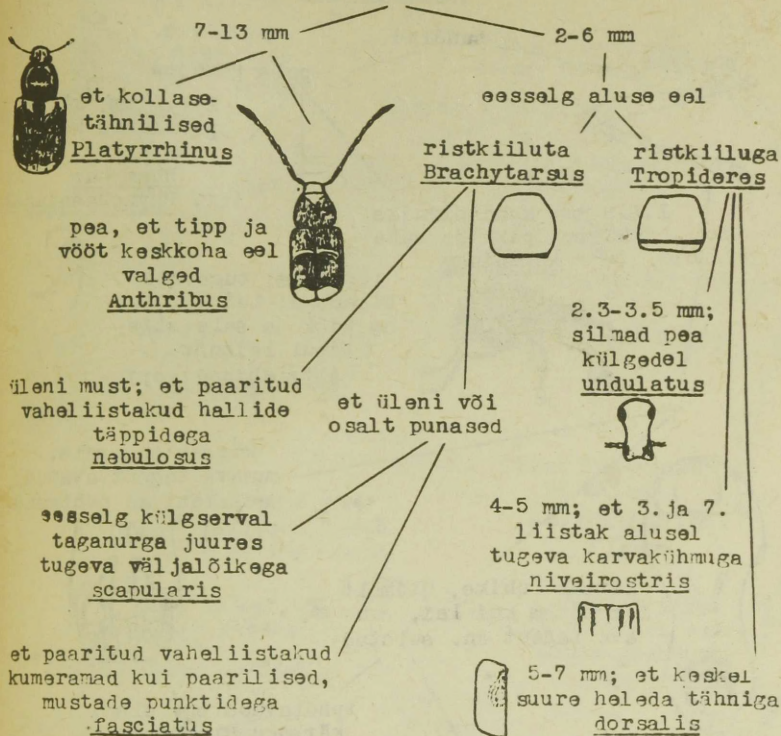 7-13 mm
2-6 mm
et kollase-
tähnilised
Platyrrhinus
eesselg aluse eel
ristkiiluta
Brachytarsus
ristkiiluga
Tropideres
pea, et tipp ja
vööt keskkoha eel
valged
Anthribus
2.3-3.5 mm;
silmad pea
külgedel
undulatus
üleni must; et paaritud
vaheliistakud hallide
täppidega
nebulosus
et üleni või
osalt punased
eesselg külgserval
taganurga juures
tugeva väljalõikega
scapularis
4-5 mm; et 3. ja 7.
liistak alusel
tugeva karvakühmuga
niveirostris
et paaritud vaheliistakud
kumeramad kui paarilised,
mustade punktidega
fasciatus
5-7 mm; et keskel
suure heleda tähniga
dorsalis